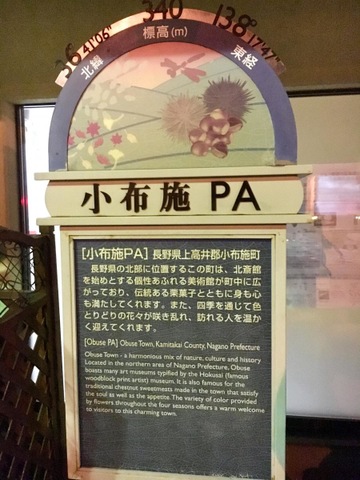 北緯 36°41'06"
標高(m) 340
東経 138°17'47"
小布施 PA
[小布施PA] 長野県上高井郡小布施町
長野県の北部に位置するこの町は、北斎館
を始めとする個性あふれる美術館が町中に広
がっており、伝統ある栗菓子とともに身も心
も満たしてくれます。また、四季を通じて色
とりどりの花々が咲き乱れ、訪れる人を温か
く迎えてくれます。
[Obuse PA] Obuse Town, Kamitakai County, Nagano Prefecture
Obuse Town - a harmonious mix of nature, culture and history
Located in the northern area of Nagano Prefecture, Obuse
boasts many art museums typified by the Hokusai (famous
woodblock print artist) museum. It is also famous for the
traditional chestnut sweetmeats made in the town that satisfy
the soul as well as the appetite. The variety of color provided
by flowers throughout the four seasons offers a warm welcome
to visitors to this charming town.